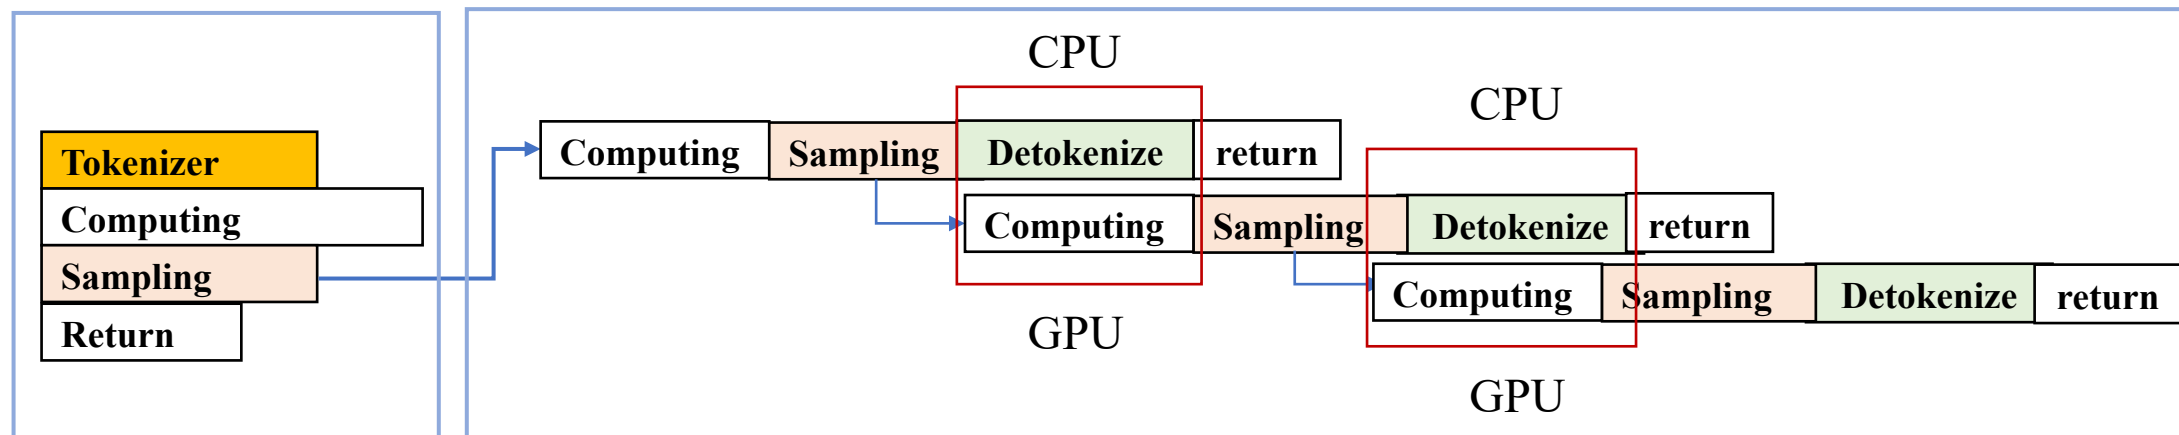 Tokenizer
Computing
Sampling
Return
CPU
CPU
Computing Sampling Detokenize return
Computing Sampling Detokenize return
Computing Sampling Detokenize return
GPU
GPU